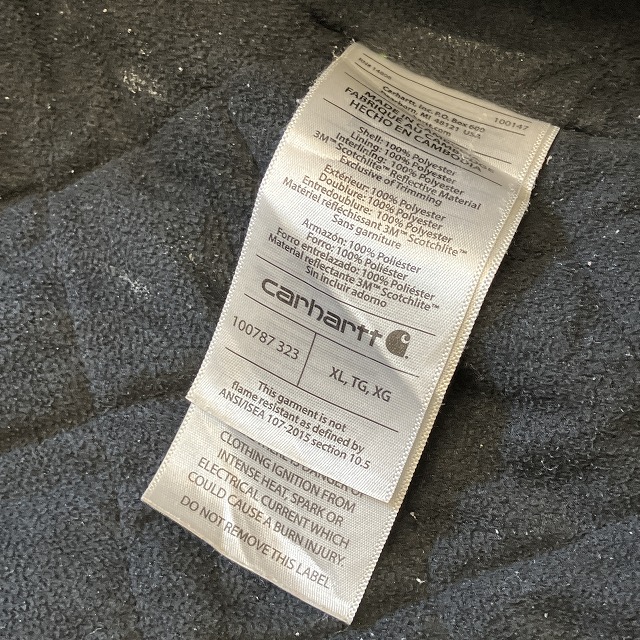 Carhartt, Inc. P.O. Box 600,
Dearborn, MI 48121 USA
100147
MADE IN CAMBODIA
FABRIQUÉ AU CAMBODGE
HECHO EN CAMBOYA
Shell: 100% Polyester
Lining: 100% Polyester
Interlining: 100% Polyester
3M™ Scotchlite™ Reflective Material
Exclusive of Trimming
Extérieur: 100% Polyester
Doublure: 100% Polyester
Entredoublure: 100% Polyester
Matériel réfléchissant 3M™ Scotchlite™
Sans garniture
Armazón: 100% Poliéster
Forro: 100% Poliéster
Forro entrelazado: 100% Poliéster
Material reflectante 3M™ Scotchlite™
Sin incluir adorno
carhartt
100787 323
XL, TG, XG
This garment is not
flame resistant as defined by
ANSI/ISEA 107-2015 section 10.5
CLOTHING IGNITION FROM
INTENSE HEAT, SPARK OR
ELECTRICAL CURRENT WHICH
COULD CAUSE A BURN INJURY.
DO NOT REMOVE THIS LABEL.